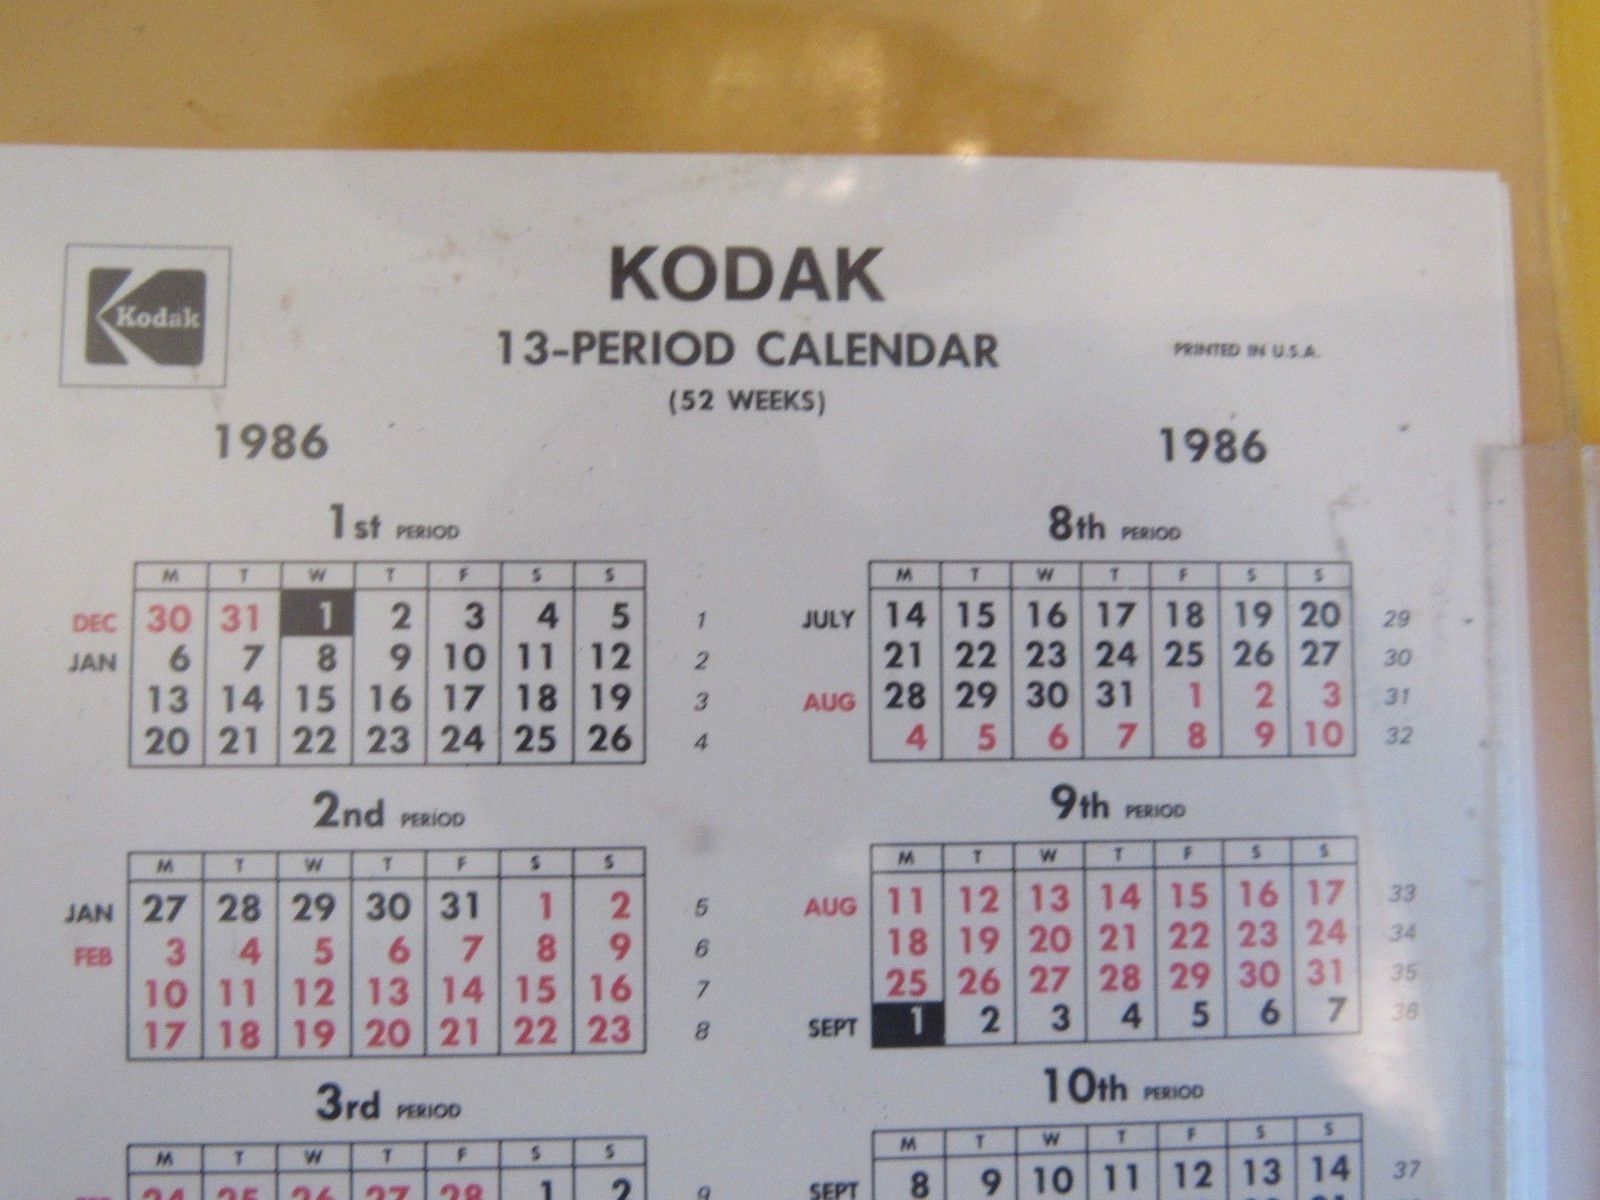 Kodak
KODAK
13-PERIOD CALENDAR
(52 WEEKS)
PRINTED IN U.S.A.
1986
1986
1st PERIOD
M T W T F S S
DEC 30 31 1 2 3 4 5 1
JAN 6 7 8 9 10 11 12 2
13 14 15 16 17 18 19 3
20 21 22 23 24 25 26 4
2nd PERIOD
M T W T F S S
JAN 27 28 29 30 31 1 2 5
FEB 3 4 5 6 7 8 9 6
10 11 12 13 14 15 16 7
17 18 19 20 21 22 23 8
3rd PERIOD
M T W T F S S
FEB 24 25 26 27 28 1 2 9
8th PERIOD
M T W T F S S
JULY 14 15 16 17 18 19 20 29
21 22 23 24 25 26 27 30
AUG 28 29 30 31 1 2 3 31
4 5 6 7 8 9 10 32
9th PERIOD
M T W T F S S
AUG 11 12 13 14 15 16 17 33
18 19 20 21 22 23 24 34
25 26 27 28 29 30 31 35
SEPT 1 2 3 4 5 6 7 36
10th PERIOD
M T W T F S S
SEPT 8 9 10 11 12 13 14 37